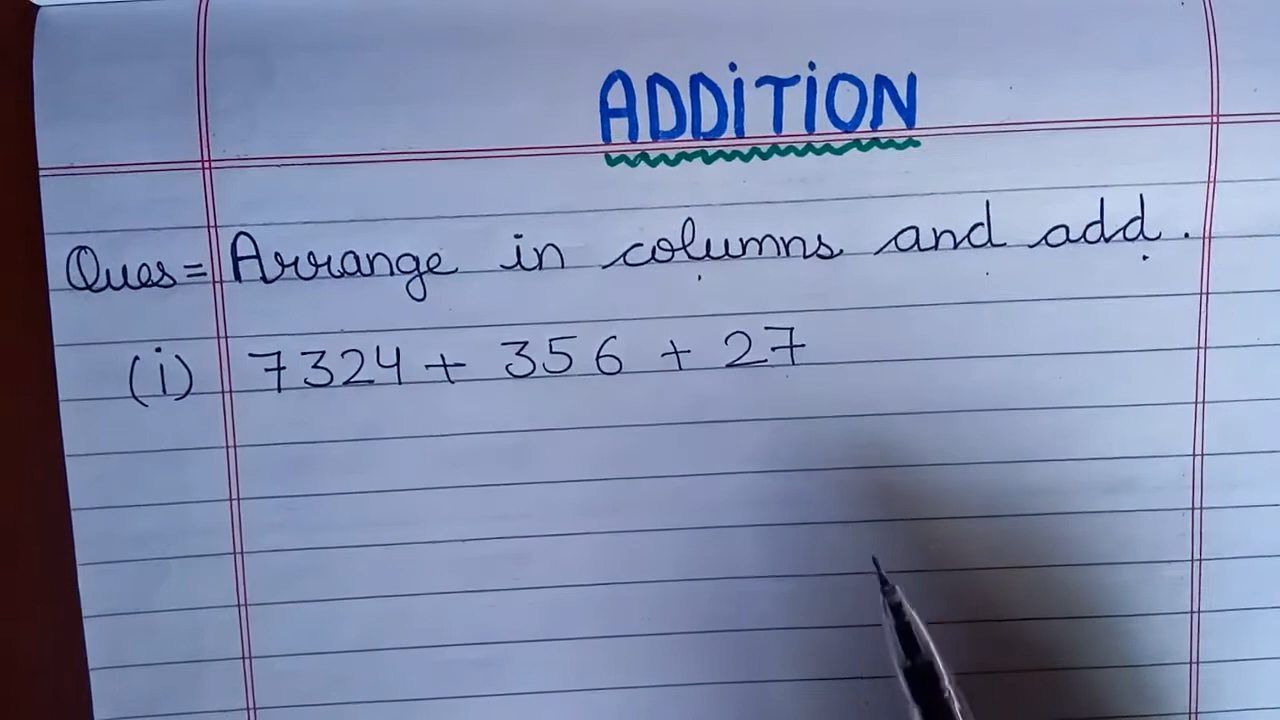 ADDITION
Ques= Arrange in columns and add.
(i) 7324 + 356 + 27